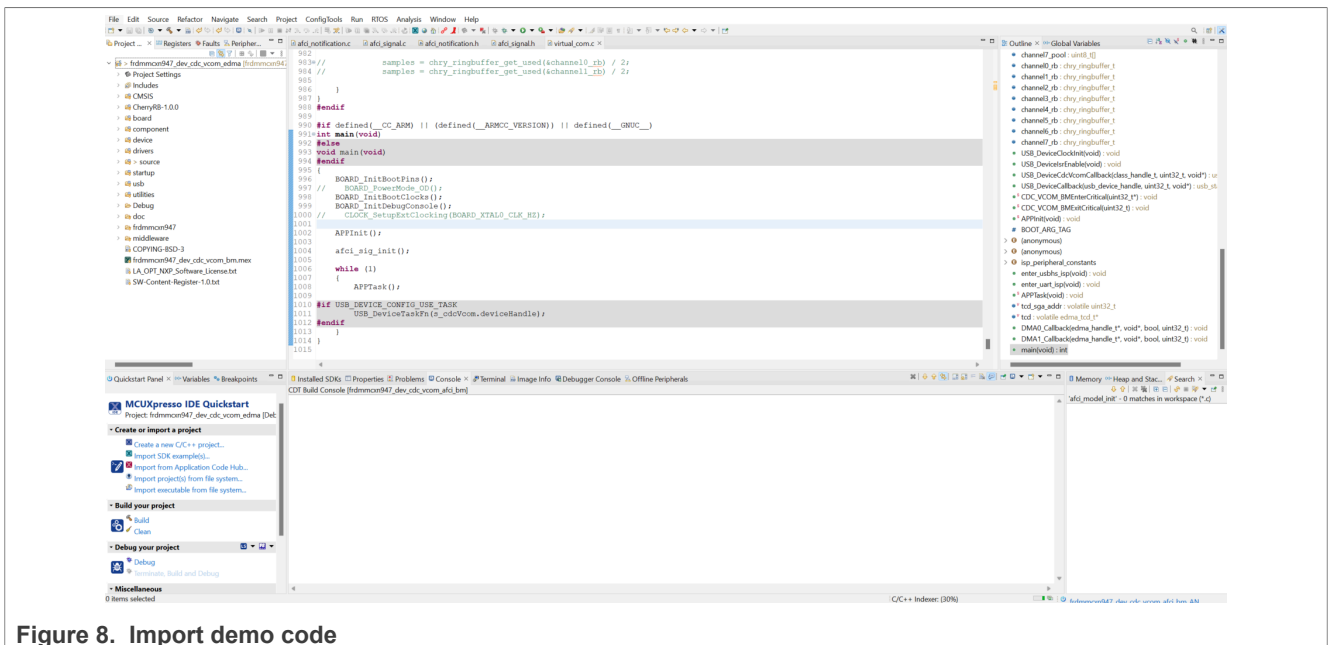 File Edit Source Refactor Navigate Search Project ConfigTools Run RTOS Analysis Window Help
Project ... Registers Faults Peripher...
frdmmcxn947_dev_cdc_vcom_edma [frdmmcxn947
Project Settings
Includes
CMSIS
CherryRB-1.0.0
board
component
device
drivers
> source
startup
usb
utilities
Debug
doc
frdmmcxn947
middleware
COPYING-BSD-3
frdmmcxn947_dev_cdc_vcom_bm.mex
LA_OPT_NXP_Software_License.txt
SW-Content-Register-1.0.txt
afci_notification.c afci_signal.c afci_notification.h afci_signal.h virtual_com.c
982
983 // samples = chry_ringbuffer_get_used(&channel0_rb) / 2;
984 // samples = chry_ringbuffer_get_used(&channel1_rb) / 2;
985
986 }
987 }
988 #endif
989
990 #if defined(__CC_ARM) || (defined(__ARMCC_VERSION)) || defined(__GNUC__)
991 int main(void)
992 #else
993 void main(void)
994 #endif
995 {
996 BOARD_InitBootPins();
997 // BOARD_PowerMode_OD();
998 BOARD_InitBootClocks();
999 BOARD_InitDebugConsole();
1000 // CLOCK_SetupExtClocking(BOARD_XTAL0_CLK_HZ);
1001
1002 APPInit();
1003
1004 afci_sig_init();
1005
1006 while (1)
1007 {
1008 APPTask();
1009
1010 #if USB_DEVICE_CONFIG_USE_TASK
1011 USB_DeviceTaskFn(s_cdcVcom.deviceHandle);
1012 #endif
1013 }
1014 }
1015
Outline Global Variables
channel7_pool : uint8_t[]
channel0_rb : chry_ringbuffer_t
channel1_rb : chry_ringbuffer_t
channel2_rb : chry_ringbuffer_t
channel3_rb : chry_ringbuffer_t
channel4_rb : chry_ringbuffer_t
channel5_rb : chry_ringbuffer_t
channel6_rb : chry_ringbuffer_t
channel7_rb : chry_ringbuffer_t
USB_DeviceClockInit(void) : void
USB_DeviceIsrEnable(void) : void
USB_DeviceCdcVcomCallback(class_handle_t, uint32_t, void*) : us
USB_DeviceCallback(usb_device_handle, uint32_t, void*) : usb_st
CDC_VCOM_BMEnterCritical(uint32_t*) : void
CDC_VCOM_BMExitCritical(uint32_t) : void
APPInit(void) : void
BOOT_ARG_TAG
(anonymous)
(anonymous)
isp_peripheral_constants
enter_usbhs_isp(void) : void
enter_uart_isp(void) : void
APPTask(void) : void
tcd_sga_addr : volatile uint32_t
tcd : volatile edma_tcd_t*
DMA0_Callback(edma_handle_t*, void*, bool, uint32_t) : void
DMA1_Callback(edma_handle_t*, void*, bool, uint32_t) : void
main(void) : int
Quickstart Panel Variables Breakpoints
MCUXpresso IDE Quickstart
Project: frdmmcxn947_dev_cdc_vcom_edma [Deb
Create or import a project
Create a new C/C++ project...
Import SDK example(s)...
Import from Application Code Hub...
Import project(s) from file system...
Import executable from file system...
Build your project
Build
Clean
Debug your project
Debug
Terminate, Build and Debug
Miscellaneous
0 items selected
Installed SDKs Properties Problems Console Terminal Image Info Debugger Console Offline Peripherals
CDT Build Console [frdmmcxn947_dev_cdc_vcom_afci_bm]
C/C++ Indexer: (30%)
Memory Heap and Stac... Search
'afci_model_init' - 0 matches in workspace (*.c)
frdmmcxn947_dev_cdc_vcom_afci_bm_AN
Figure 8. Import demo code